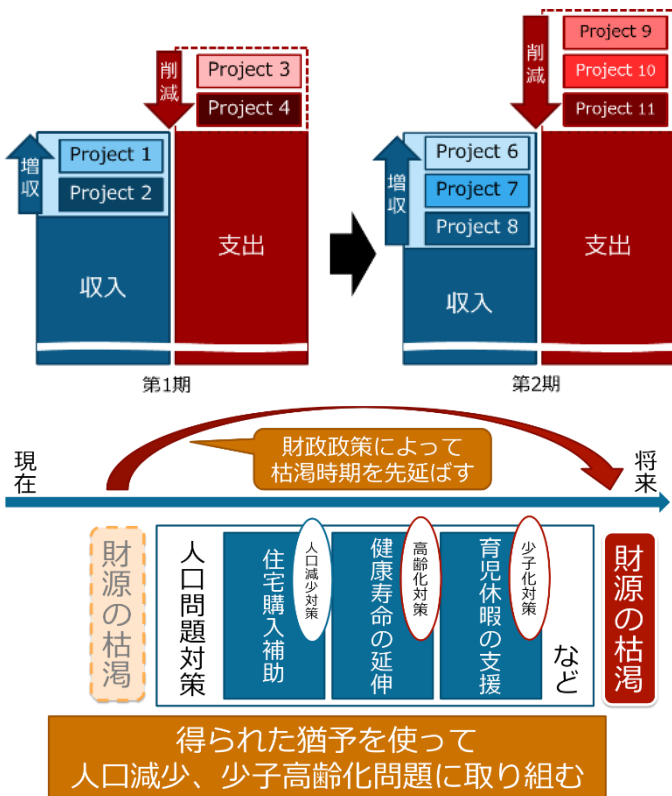 削減
Project 3
Project 4
増収
Project 1
Project 2
収入
支出
第1期
削減
Project 9
Project 10
Project 11
増収
Project 6
Project 7
Project 8
収入
支出
第2期
現在
財政政策によって
枯渇時期を先延ばす
将来
財源の枯渇
人口問題対策
住宅購入補助
人口減少対策
健康寿命の延伸
高齢化対策
育児休暇の支援
少子化対策
など
財源の枯渇
得られた猶予を使って
人口減少、少子高齢化問題に取り組む